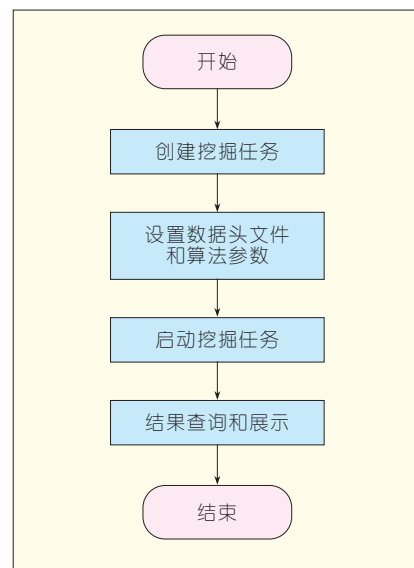 开始
创建挖掘任务
设置数据头文件
和算法参数
启动挖掘任务
结果查询和展示
结束